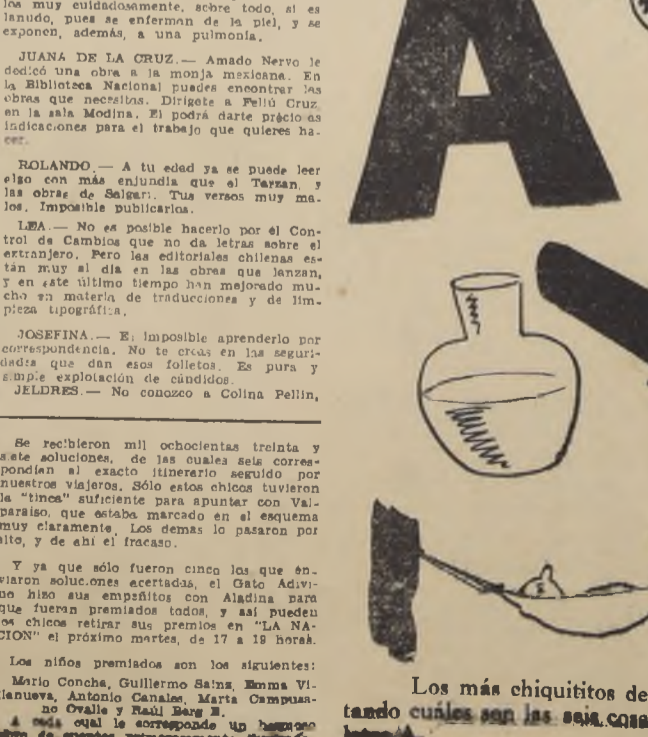 los muy cuidadosamente, sobre todo, si es
lanudo, pues se enferman de la piel, y se
exponen, además, a una pulmonía.
JUANA DE LA CRUZ.— Amado Nervo le
dedicó una obra a la monja mexicana. En
la Biblioteca Nacional puedes encontrar las
obras que necesitas. Dirígete a Feliú Cruz,
en la sala Medina. El podrá darte preciosas
indicaciones para el trabajo que quieres ha-
cer.
ROLANDO.— A tu edad ya se puede leer
algo con más enjundia que el Tarzan, y
las obras de Salgari. Tus versos muy ma-
los. Imposible publicarlos.
LEA.— No es posible hacerlo por el Con-
trol de Cambios que no da letras sobre el
extranjero. Pero las editoriales chilenas es-
tán muy al día en las obras que lanzan,
y en este último tiempo han mejorado mu-
cho en materia de traducciones y de lim-
pieza tipográfica.
JOSEFINA.— Es imposible aprenderlo por
correspondencia. No te creas en las seguri-
dades que dan esos folletos. Es pura y
simple explotación de cándidos.
JELDRES.— No conozco a Colina Pellin,
Se recibieron mil ochocientas treinta y
siete soluciones, de las cuales seis corres-
pondían al exacto itinerario seguido por
nuestros viajeros. Sólo estos chicos tuvieron
la "tinca" suficiente para apuntar con Val-
paraíso, que estaba marcado en el esquema
muy claramente. Los demas lo pasaron por
alto, y de ahí el fracaso.
Y ya que sólo fueron cinco los que en-
viaron soluciones acertadas, el Gato Adivi-
no hizo sus empeñitos con Aladina para
que fueran premiados todos, y así pueden
los chicos retirar sus premios en "LA NA-
CION" el próximo martes, de 17 a 19 horas.
Los niños premiados son los siguientes:
Mario Concha, Guillermo Sainz, Emma Vi-
llanueva, Antonio Canales, Marta Campusa-
no Ovalle y Raúl Berg E.
A cada cual le corresponde un hermoso
A
Los más chiquititos de
tando cuáles son las seis cosas
letra A